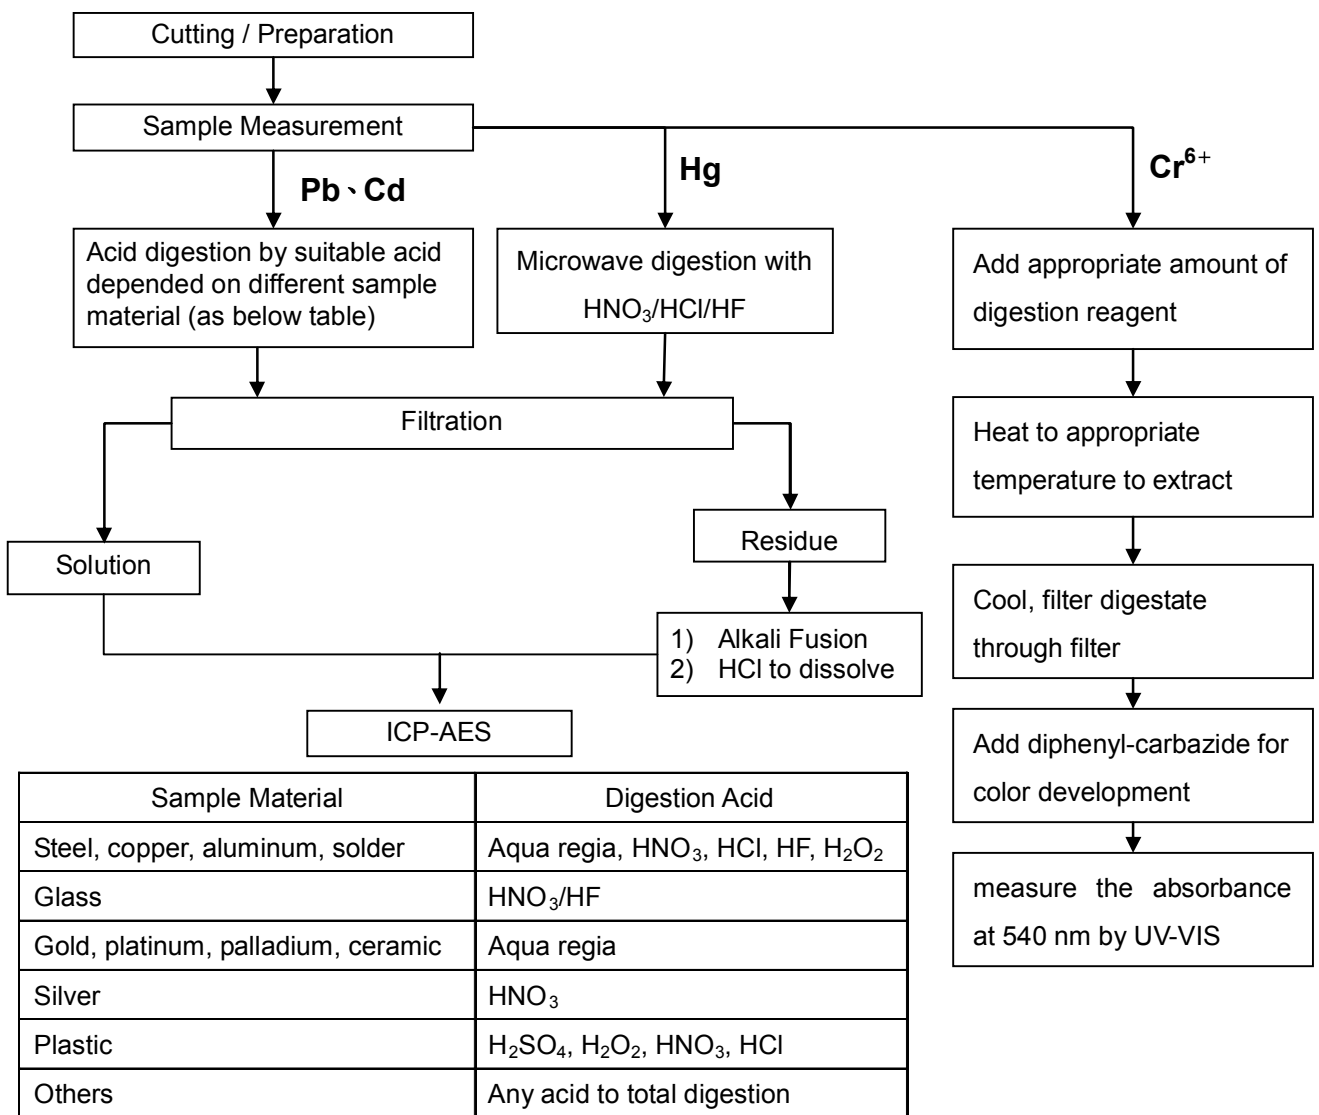 Cutting / Preparation
Sample Measurement
Pb、Cd
Hg
Cr⁶⁺
Acid digestion by suitable acid
depended on different sample
material (as below table)
Microwave digestion with
HNO₃/HCl/HF
Add appropriate amount of
digestion reagent
Filtration
Heat to appropriate
temperature to extract
Solution
Residue
1) Alkali Fusion
2) HCl to dissolve
Cool, filter digestate
through filter
ICP-AES
Add diphenyl-carbazide for
color development
measure the absorbance
at 540 nm by UV-VIS
Sample Material Digestion Acid
Steel, copper, aluminum, solder Aqua regia, HNO₃, HCl, HF, H₂O₂
Glass HNO₃/HF
Gold, platinum, palladium, ceramic Aqua regia
Silver HNO₃
Plastic H₂SO₄, H₂O₂, HNO₃, HCl
Others Any acid to total digestion